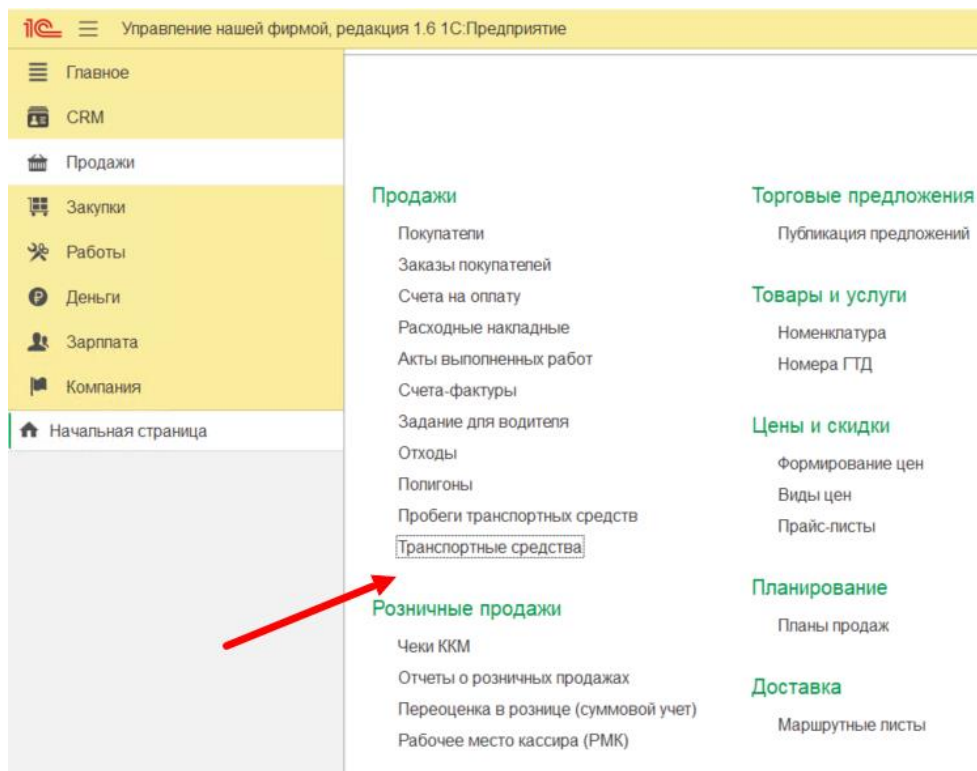 1С Управление нашей фирмой, редакция 1.6 1С:Предприятие
Главное
CRM
Продажи
Закупки
Работы
Деньги
Зарплата
Компания
Начальная страница
Продажи
Покупатели
Заказы покупателей
Счета на оплату
Расходные накладные
Акты выполненных работ
Счета-фактуры
Задание для водителя
Отходы
Полигоны
Пробеги транспортных средств
Транспортные средства
Розничные продажи
Чеки ККМ
Отчеты о розничных продажах
Переоценка в рознице (суммовой учет)
Рабочее место кассира (РМК)
Торговые предложения
Публикация предложений
Товары и услуги
Номенклатура
Номера ГТД
Цены и скидки
Формирование цен
Виды цен
Прайс-листы
Планирование
Планы продаж
Доставка
Маршрутные листы